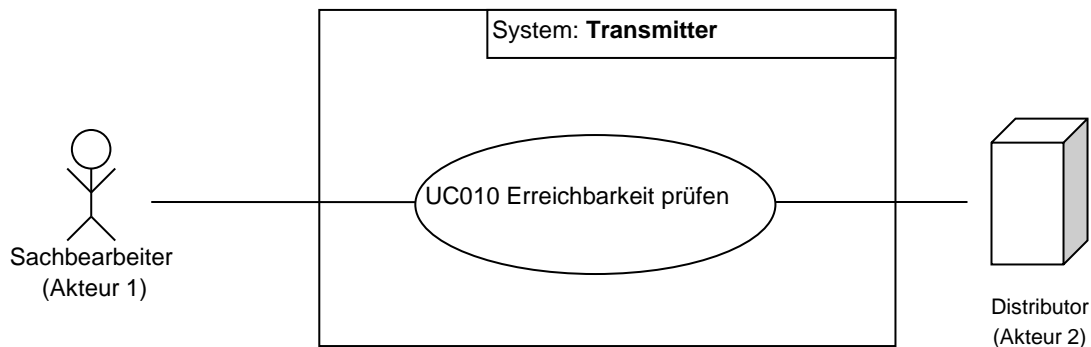 System: Transmitter
UC010 Erreichbarkeit prüfen
Sachbearbeiter
(Akteur 1)
Distributor
(Akteur 2)